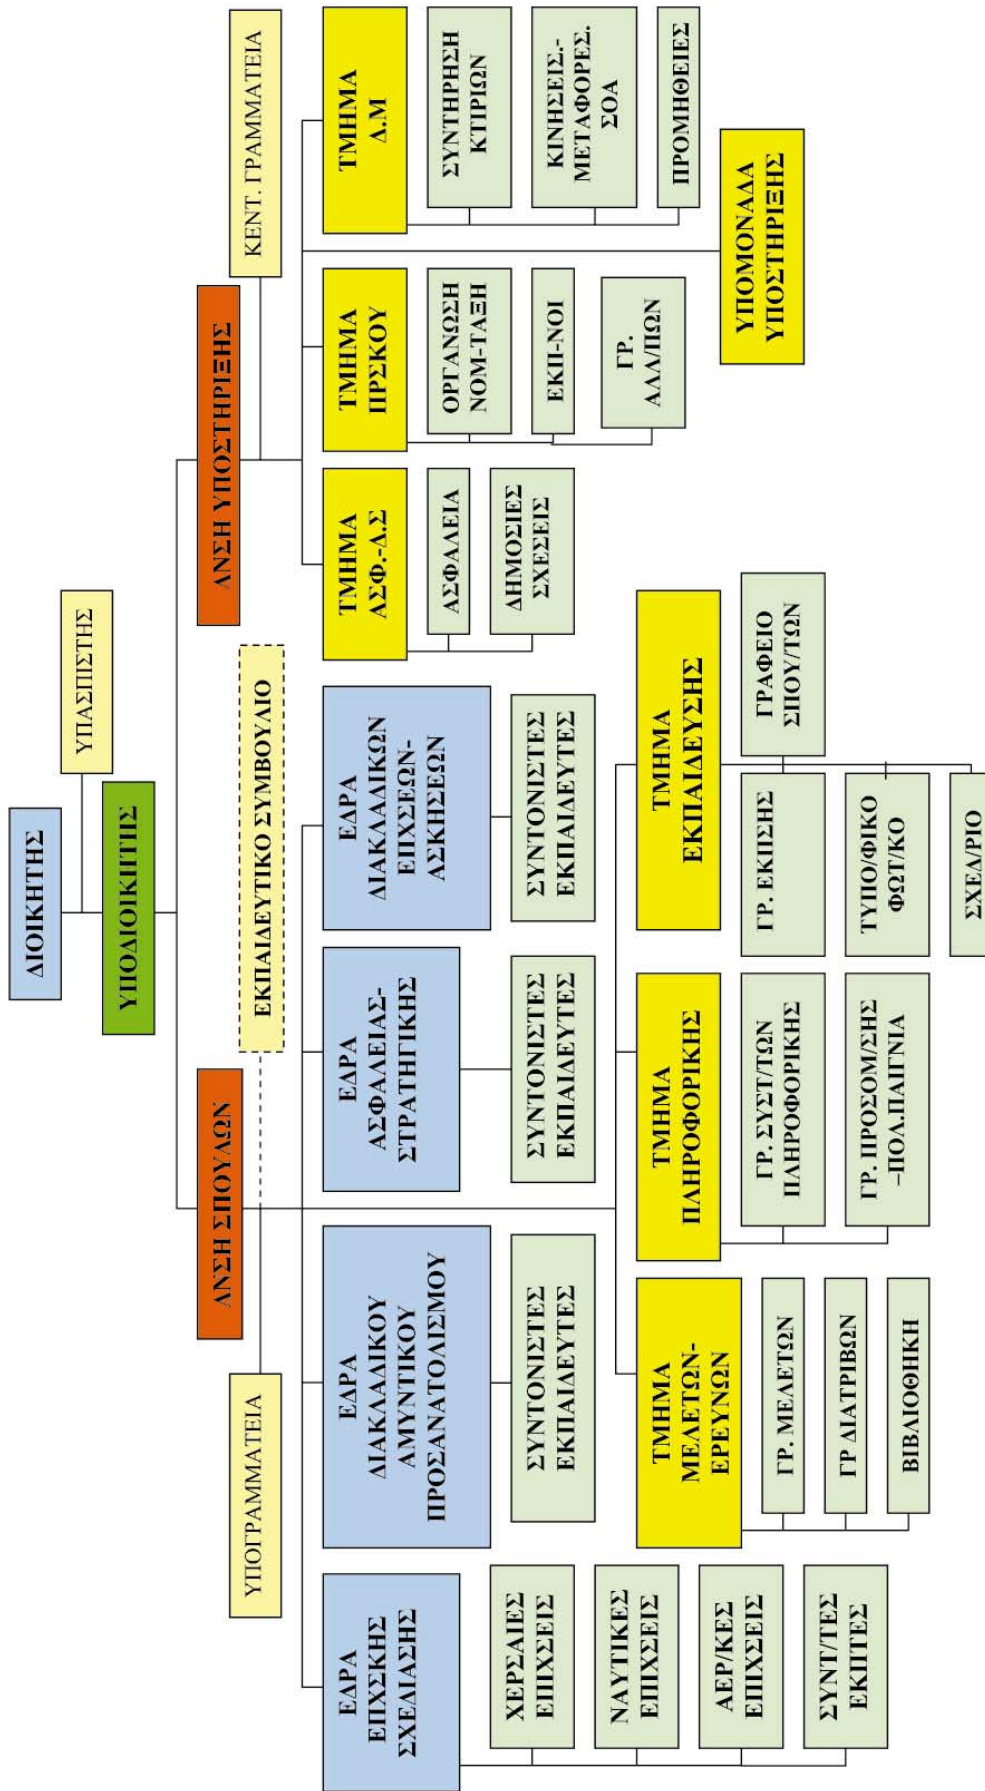 ΔΙΟΙΚΗΤΗΣ
ΥΠΑΣΠΙΣΤΗΣ
ΥΠΟΔΙΟΙΚΗΤΗΣ
ΔΝΣΗ ΣΠΟΥΔΩΝ
ΔΝΣΗ ΥΠΟΣΤΗΡΙΞΗΣ
ΥΠΟΓΡΑΜΜΑΤΕΙΑ
ΕΚΠΑΙΔΕΥΤΙΚΟ ΣΥΜΒΟΥΛΙΟ
ΚΕΝΤ. ΓΡΑΜΜΑΤΕΙΑ
ΕΔΡΑ
ΕΠΧΣΚΗΣ
ΣΧΕΔΙΑΣΗΣ
ΧΕΡΣΑΙΕΣ
ΕΠΙΧΣΕΙΣ
ΝΑΥΤΙΚΕΣ
ΕΠΙΧΣΕΙΣ
ΑΕΡ/ΚΕΣ
ΕΠΙΧΣΕΙΣ
ΣΥΝΤ/ΤΕΣ
ΕΚΠΤΕΣ
ΕΔΡΑ
ΔΙΑΚΛΑΔΙΚΟΥ
ΑΜΥΝΤΙΚΟΥ
ΠΡΟΣΑΝΑΤΟΛΙΣΜΟΥ
ΣΥΝΤΟΝΙΣΤΕΣ
ΕΚΠΑΙΔΕΥΤΕΣ
ΕΔΡΑ
ΑΣΦΑΛΕΙΑΣ-
ΣΤΡΑΤΗΓΙΚΗΣ
ΣΥΝΤΟΝΙΣΤΕΣ
ΕΚΠΑΙΔΕΥΤΕΣ
ΕΔΡΑ
ΔΙΑΚΛΑΔΙΚΩΝ
ΕΠΙΧΣΕΩΝ-
ΑΣΚΗΣΕΩΝ
ΣΥΝΤΟΝΙΣΤΕΣ
ΕΚΠΑΙΔΕΥΤΕΣ
ΤΜΗΜΑ
ΑΣΦ.-Δ.Σ
ΑΣΦΑΛΕΙΑ
ΔΗΜΟΣΙΕΣ
ΣΧΕΣΕΙΣ
ΤΜΗΜΑ
ΠΡΣΚΟΥ
ΟΡΓΑΝΩΣΗ
ΝΟΜ-ΤΑΞΗ
ΕΚΠ-ΝΟΙ
ΓΡ.
ΑΛΛ/ΠΩΝ
ΤΜΗΜΑ
Δ.Μ
ΣΥΝΤΗΡΗΣΗ
ΚΤΙΡΙΩΝ
ΚΙΝΗΣΕΙΣ.-
ΜΕΤΑΦΟΡΕΣ.
ΣΟΑ
ΠΡΟΜΗΘΕΙΕΣ
ΥΠΟΜΟΝΑΔΑ
ΥΠΟΣΤΗΡΙΞΗΣ
ΤΜΗΜΑ
ΜΕΛΕΤΩΝ-
ΕΡΕΥΝΩΝ
ΓΡ. ΜΕΛΕΤΩΝ
ΓΡ ΔΙΑΤΡΙΒΩΝ
ΒΙΒΛΙΟΘΗΚΗ
ΤΜΗΜΑ
ΠΛΗΡΟΦΟΡΙΚΗΣ
ΓΡ. ΣΥΣΤ/ΤΩΝ
ΠΛΗΡΟΦΟΡΙΚΗΣ
ΓΡ. ΠΡΟΣΟΜ/ΣΗΣ
–ΠΟΛ.ΠΑΙΓΝΙΑ
ΤΜΗΜΑ
ΕΚΠΑΙΔΕΥΣΗΣ
ΓΡ. ΕΚΠΣΗΣ
ΓΡΑΦΕΙΟ
ΣΠΟΥ/ΤΩΝ
ΤΥΠΟ/ΦΙΚΟ
ΦΩΤ/ΚΟ
ΣΧΕΔ/ΡΙΟ